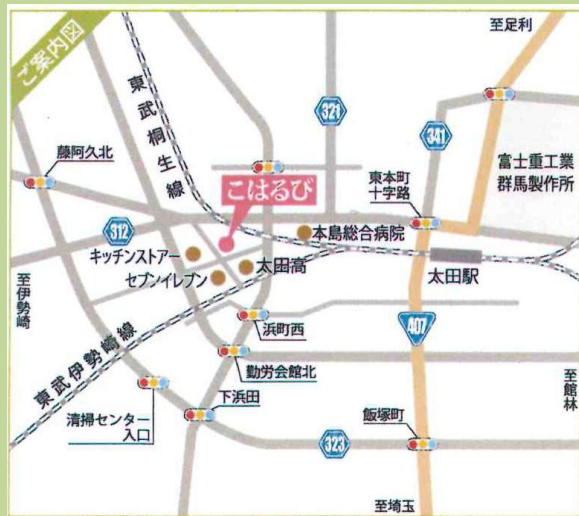 ご案内図
至足利
東武桐生線
321
341
藤阿久北
東本町
十字路
富士重工業
群馬製作所
こはるび
312
本島総合病院
キッチンストアー
セブンイレブン
太田高
太田駅
至伊勢崎
浜町西
407
東武伊勢崎線
勤労会館北
至館林
清掃センター
入口
下浜田
323
飯塚町
至埼玉